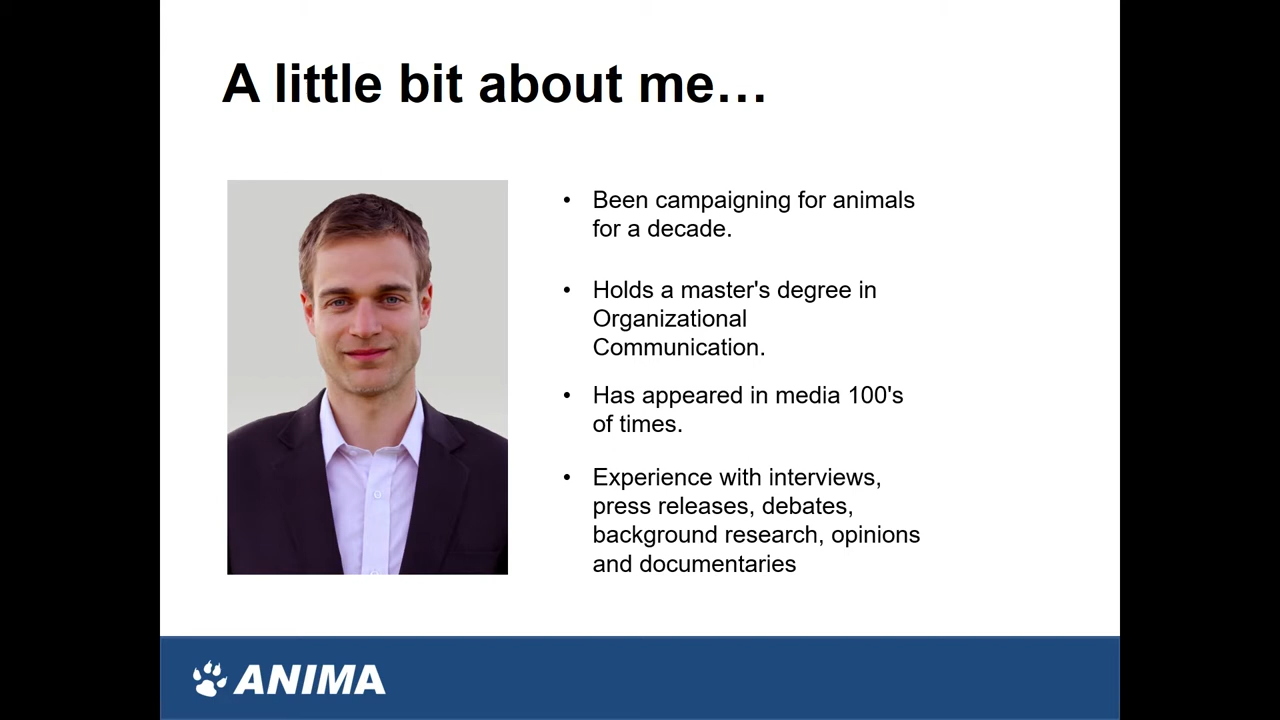 A little bit about me…
• Been campaigning for animals
for a decade.
• Holds a master's degree in
Organizational
Communication.
• Has appeared in media 100's
of times.
• Experience with interviews,
press releases, debates,
background research, opinions
and documentaries
ANIMA